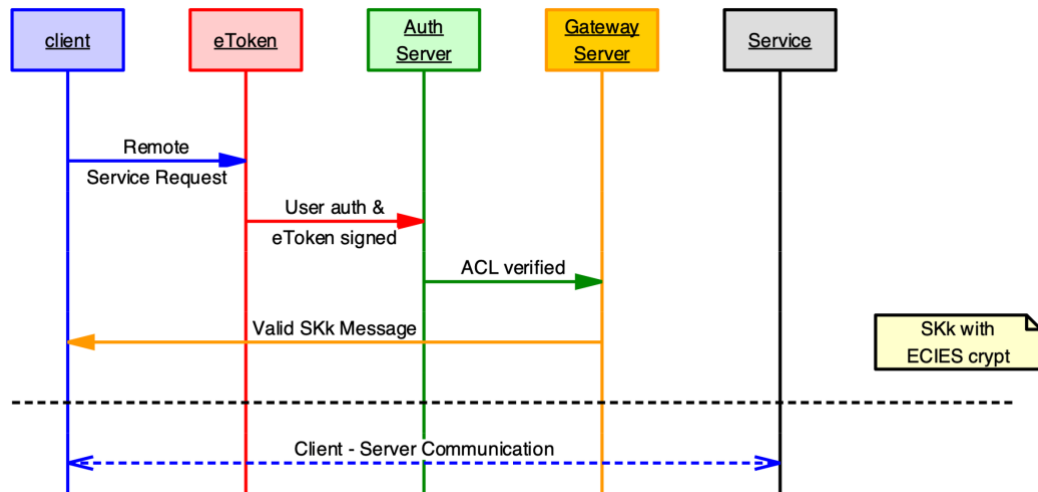 client
eToken
Auth
Server
Gateway
Server
Service
Remote
Service Request
User auth &
eToken signed
ACL verified
Valid SKk Message
SKk with
ECIES crypt
Client - Server Communication